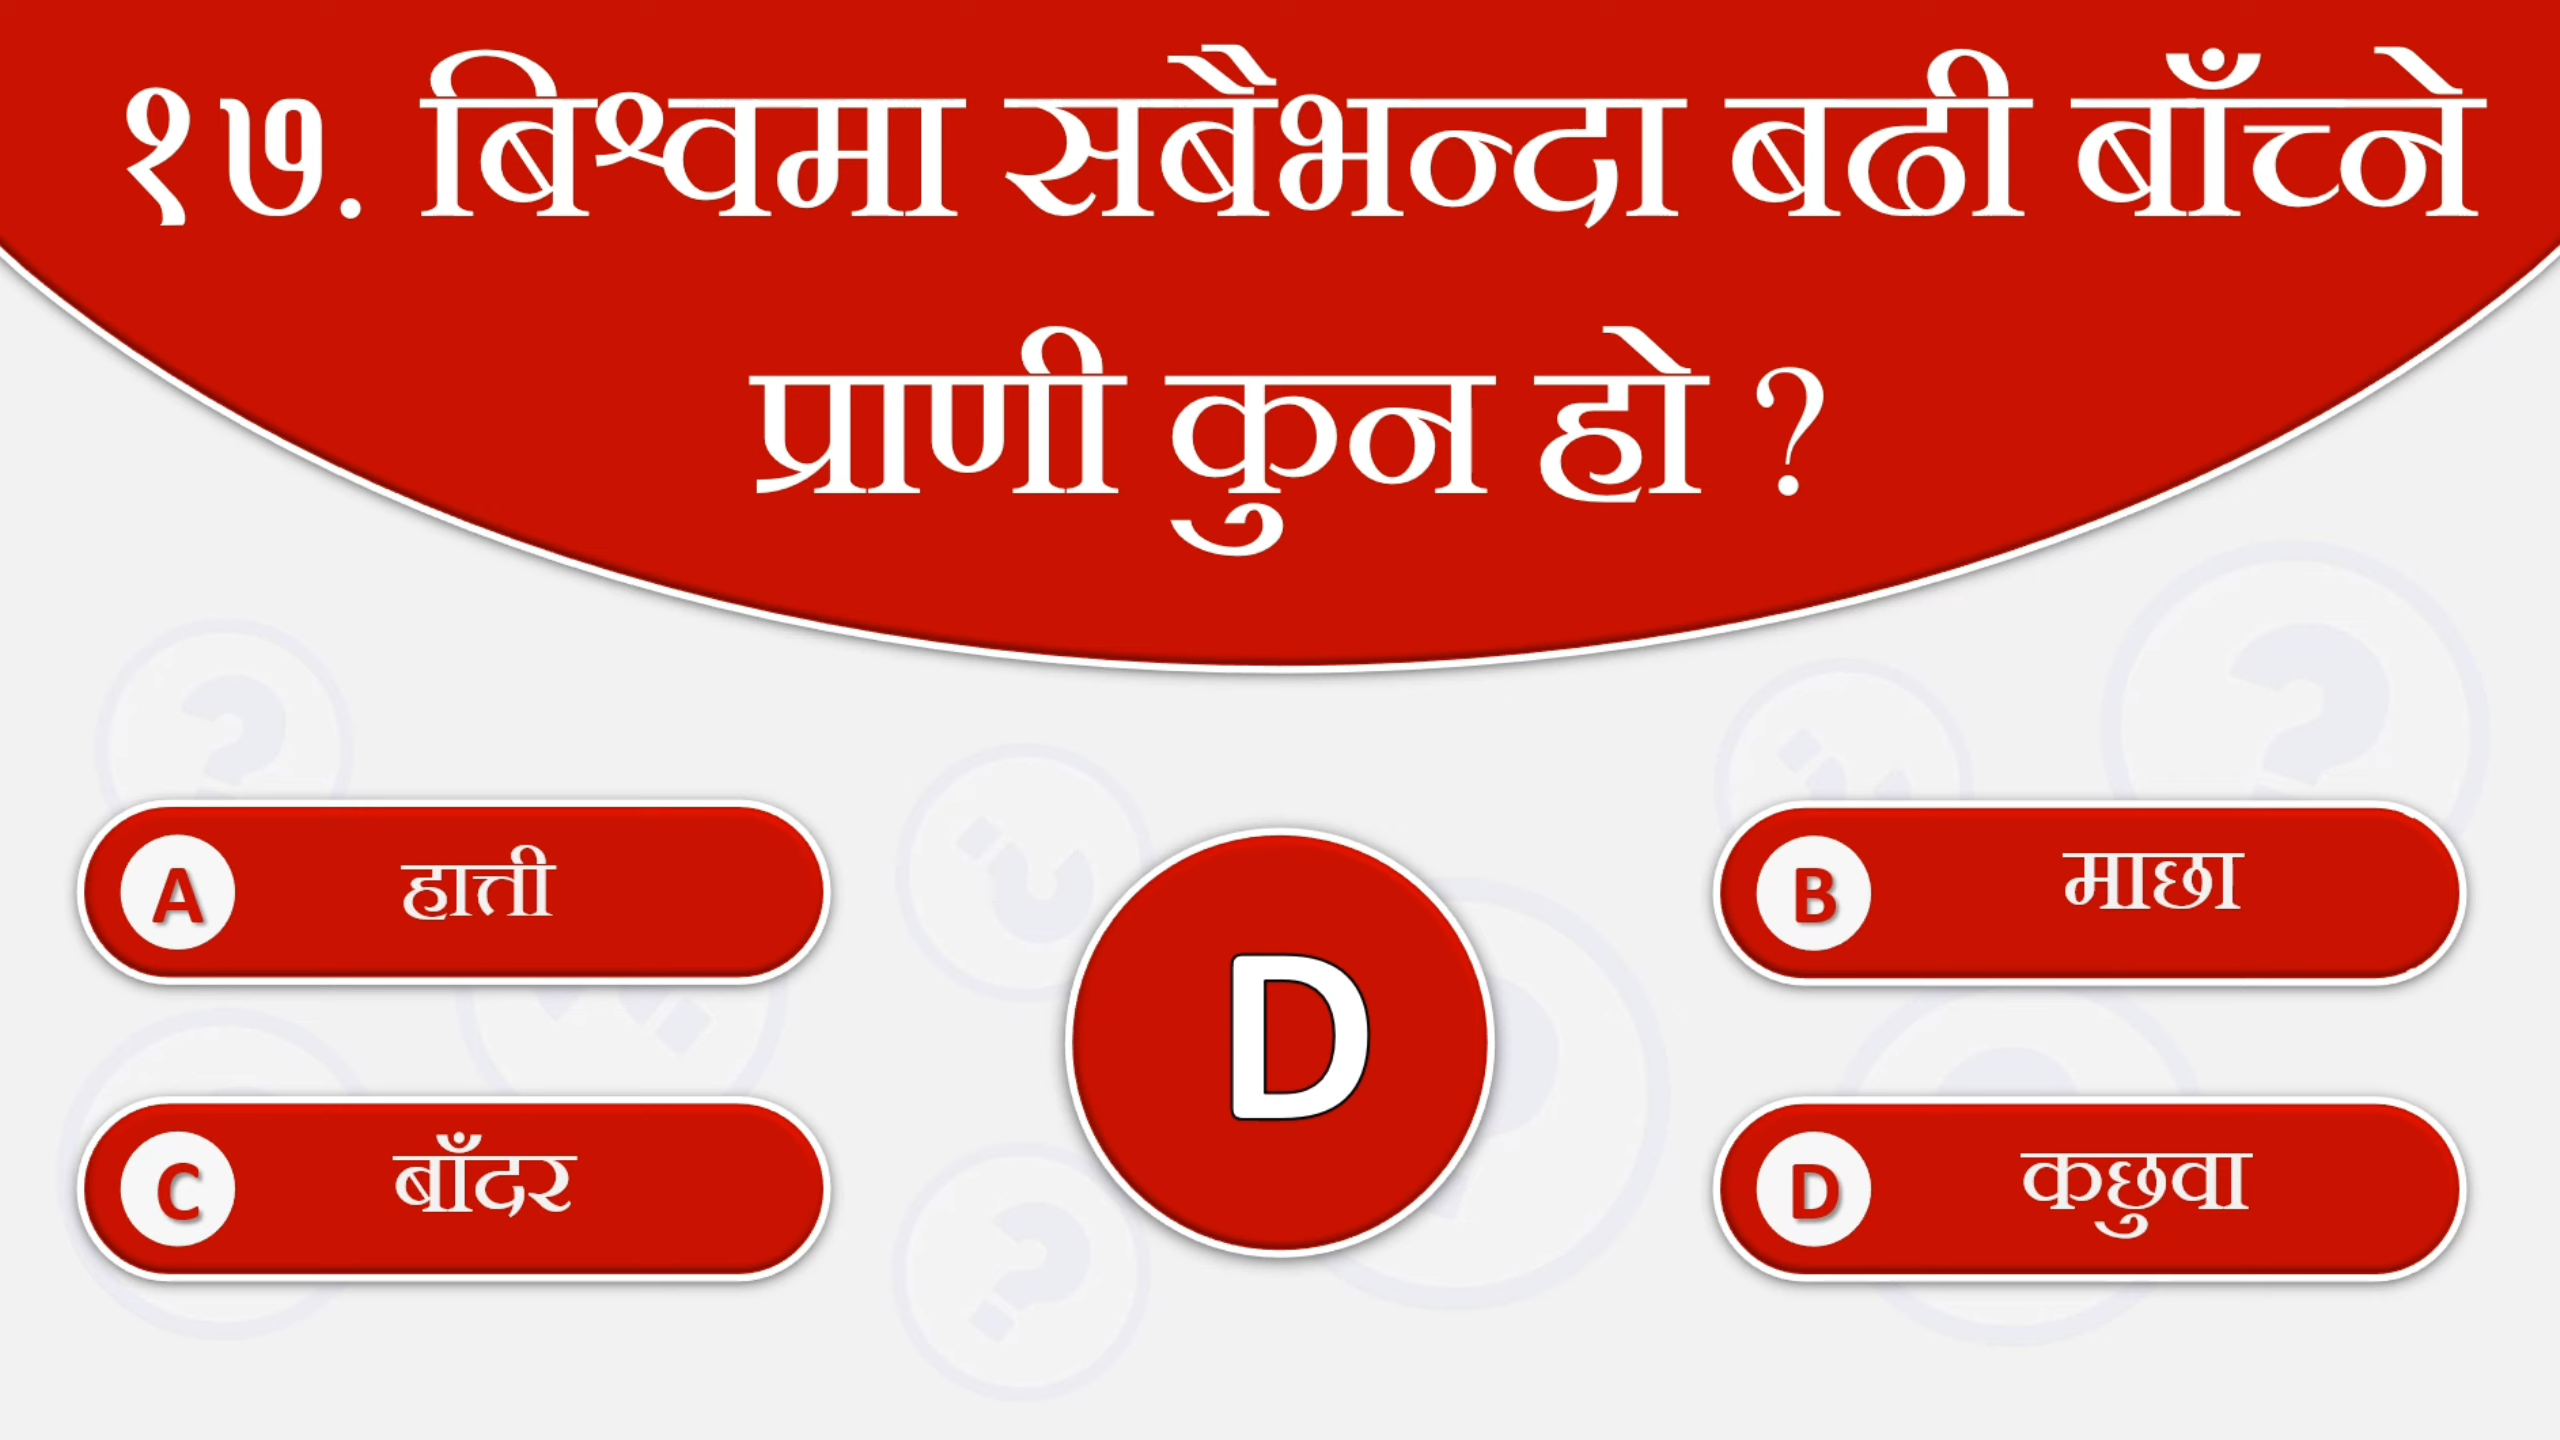 १७. बिश्वमा सबैभन्दा बढी बाँच्ने
प्राणी कुन हो ?
A हात्ती
B माछा
D
C बाँदर
D कछुवा